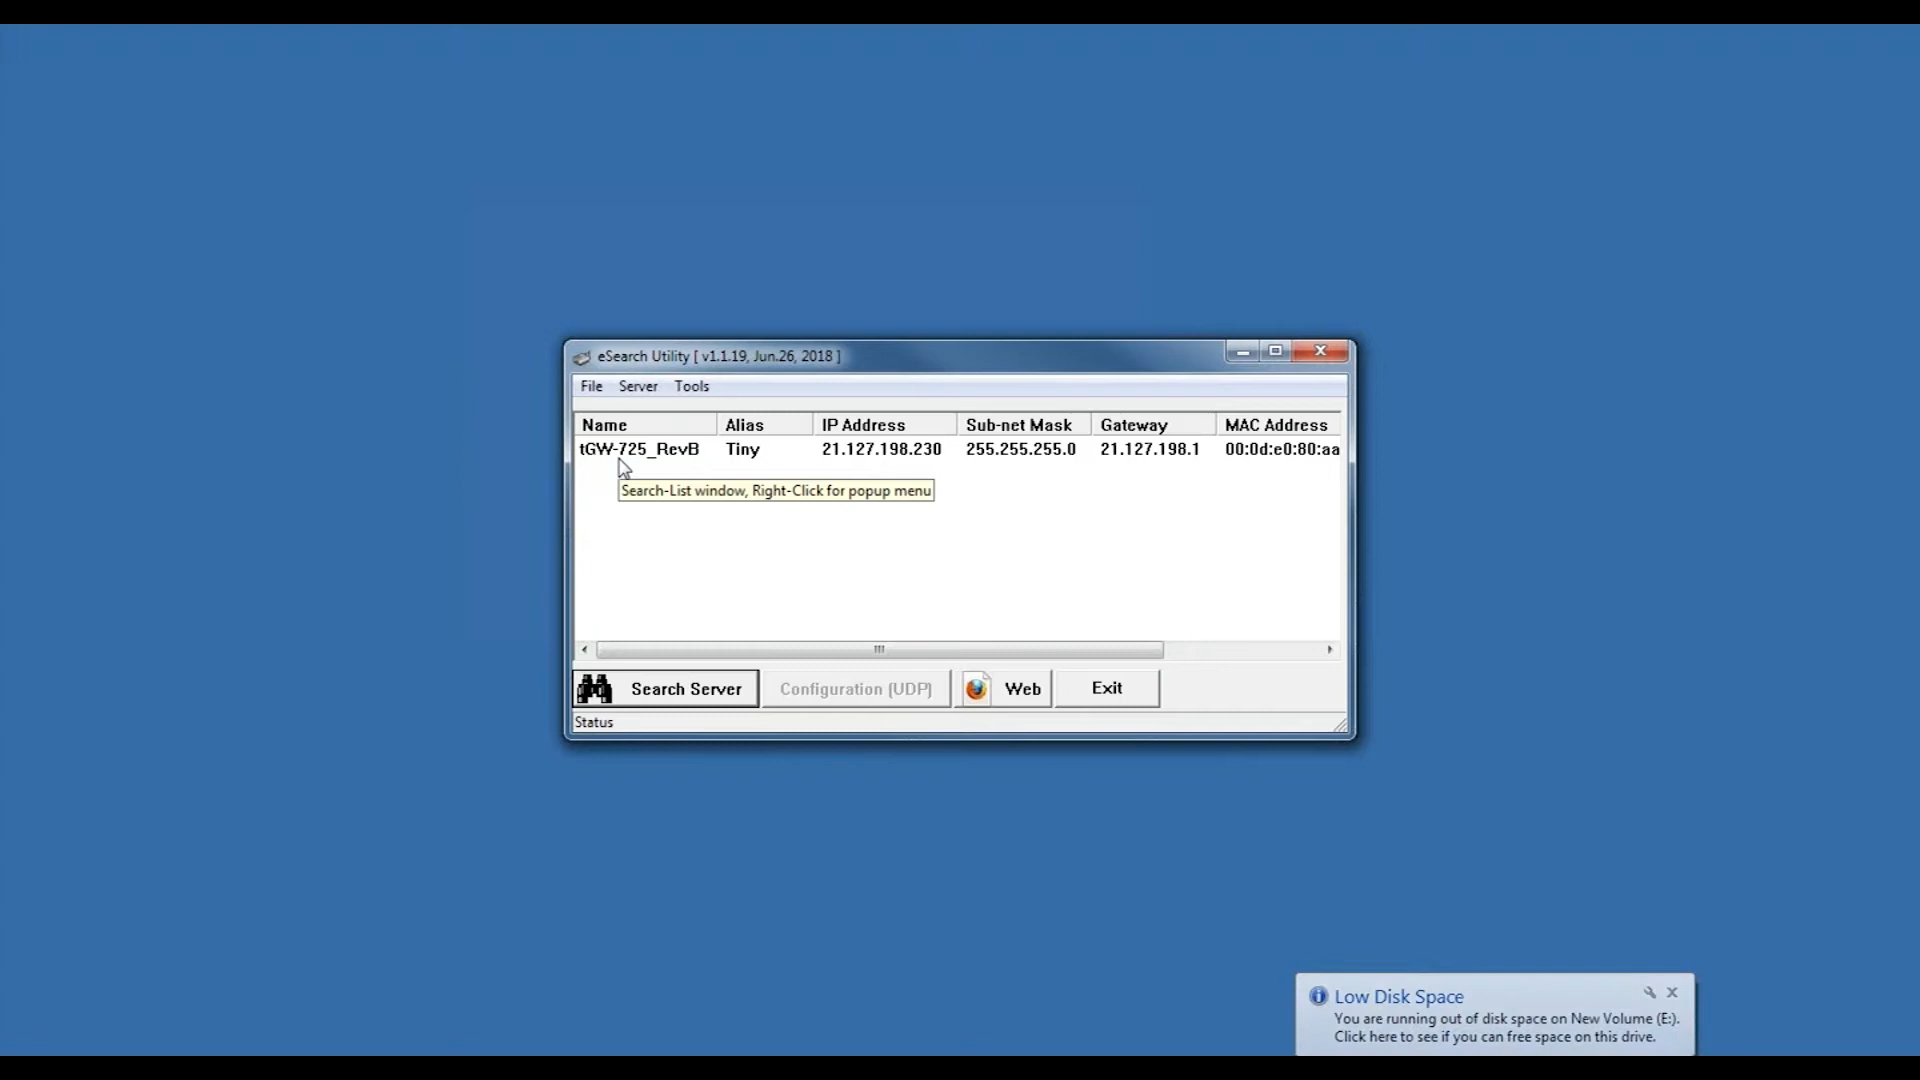 eSearch Utility [ v1.1.19, Jun.26, 2018 ]
File Server Tools
Name Alias IP Address Sub-net Mask Gateway MAC Address
tGW-725_RevB Tiny 21.127.198.230 255.255.255.0 21.127.198.1 00:0d:e0:80:aa
Search-List window, Right-Click for popup menu
Search Server Configuration (UDP) Web Exit
Status
Low Disk Space
You are running out of disk space on New Volume (E:).
Click here to see if you can free space on this drive.